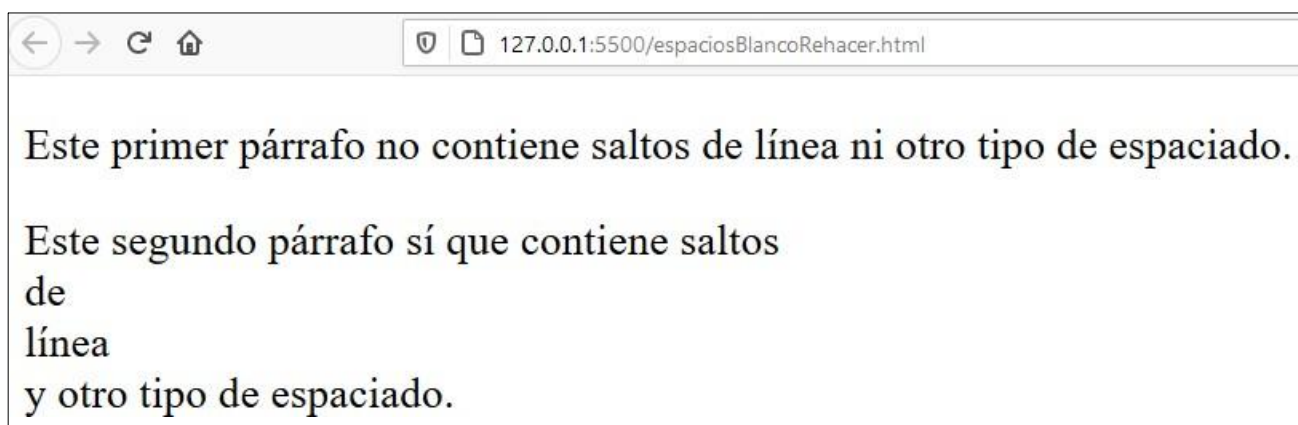 127.0.0.1:5500/espaciosBlancoRehacer.html
Este primer párrafo no contiene saltos de línea ni otro tipo de espaciado.
Este segundo párrafo sí que contiene saltos
de
línea
y otro tipo de espaciado.